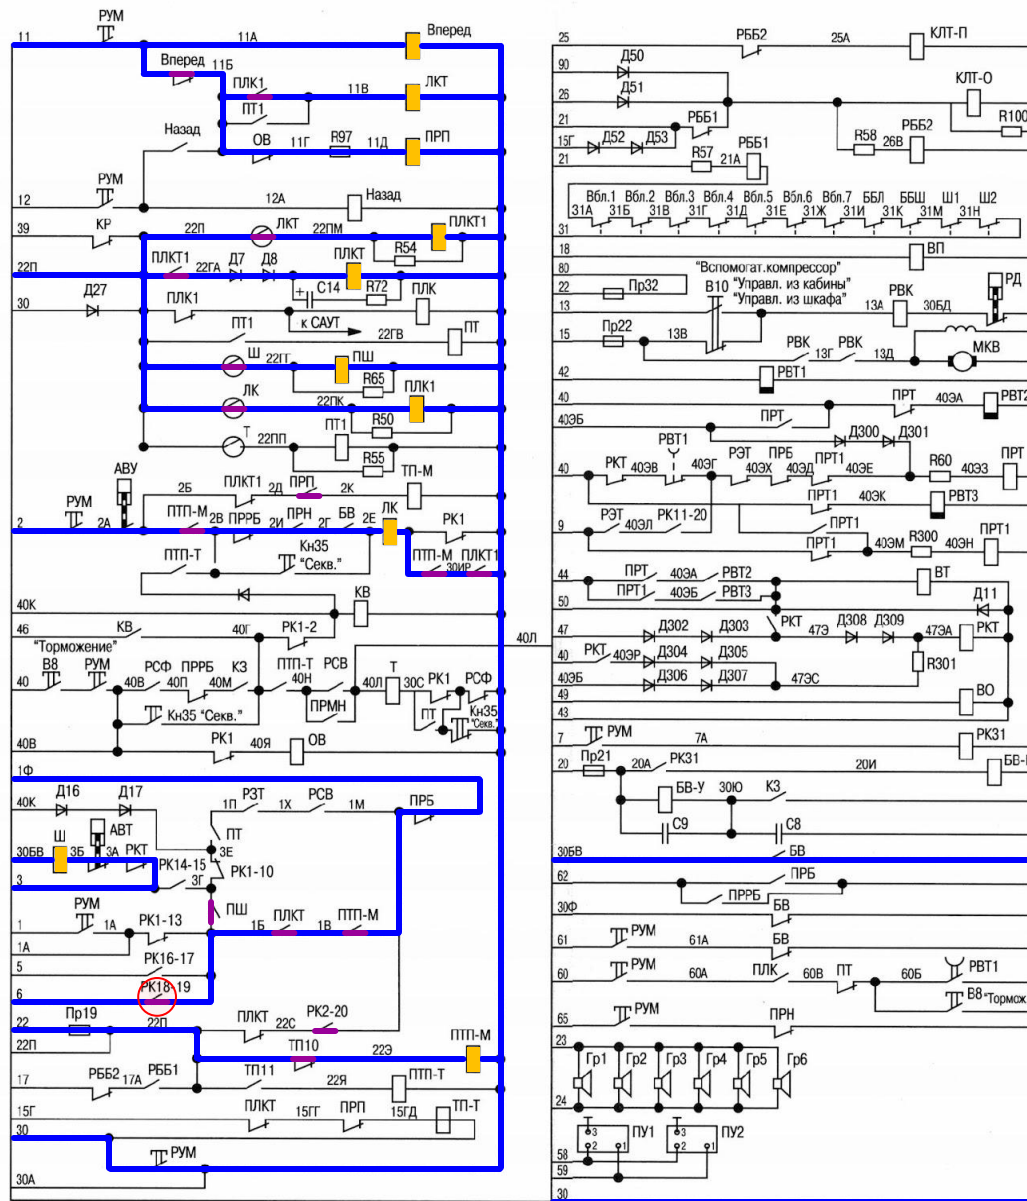 РУМ
11 11А Вперед
Вперед 11Б
ПЛК1 11В ЛКТ
ПТ1
Назад ОВ 11Г R97 11Д ПРП
РУМ
12 12А Назад
39 КР 22П ЛКТ 22ПМ ПЛКТ1
R54
22П ПЛКТ1 22ГА Д7 Д8 ПЛКТ
+ С14 R72
30 Д27 ПЛК1 ПЛК
к САУТ
ПТ1 22ГВ ПТ
Ш 22ГГ ПШ
R65
ЛК 22ПК ПЛК1
R50
Т 22ПП ПТ1
R55
АВУ
ПЛКТ1 ПРП ТП-М
2Б 2Д 2К
РУМ ПТП-М ПРРБ ПРН БВ ЛК
2 2А 2В 2И 2Г 2Е РК1
ПТП-Т Кн35 "Секв." ПТП-М 30ИР ПЛКТ1
40К КВ
46 КВ 40Г РК1-2
40Л
"Торможение"
В8 РУМ РСФ ПРРБ КЗ ПТП-Т РСВ Т РК1 РСФ
40 40В 40П 40М 40Н 40Л 30С
ПРМН ПТ Кн35 "Секв."
Кн35 "Секв."
40В РК1 40Я ОВ
1Ф
40К Д16 Д17 1П РЗТ 1Х РСВ 1М ПРБ
ПТ
Ш АВТ 3Е
30БВ 3Б 3А РКТ РК1-10
РК14-15
3 3Г
ПШ
РУМ
1 1А РК1-13 1Б ПЛКТ 1В ПТП-М
1А
5 РК16-17
6 РК18-19
22 Пр19 22П ПЛКТ 22С РК2-20
22П ТП10 22Э ПТП-М
17 РББ2 17А РББ1 ТП11 22Я ПТП-Т
15Г ПЛКТ 15ГГ ПРП 15ГД ТП-Т
30
РУМ
30А
25 РББ2 25А КЛТ-П
90 Д50
26 Д51 КЛТ-О
R100
21 РББ1
15Г Д52 Д53 R58 26В РББ2
21 R57 21А РББ1
Вбл.1 Вбл.2 Вбл.3 Вбл.4 Вбл.5 Вбл.6 Вбл.7 ББЛ ББШ Ш1 Ш2
31А 31Б 31В 31Г 31Д 31Е 31Ж 31И 31К 31М 31Н
31
18 ВП
80 "Вспомогат.компрессор"
22 Пр32 В10 "Управл. из кабины" РД
"Управл. из шкафа"
13 13А РВК 30БД
15 Пр22 13В РВК 13Г РВК 13Д МКВ
42 РВТ1
40 ПРТ 40ЭА РВТ2
40ЭБ ПРТ
Д300 Д301
РВТ1
40 РКТ 40ЭВ 40ЭГ РЭТ 40ЭХ ПРБ 40ЭД ПРТ1 40ЭЕ R60 40ЭЗ ПРТ
ПРТ1 40ЭК РВТ3
9 РЭТ 40ЭЛ РК11-20 ПРТ1
ПРТ1 40ЭМ R300 40ЭН ПРТ1
44 ПРТ 40ЭА РВТ2 ВТ
50 ПРТ1 40ЭБ РВТ3 Д11
47 Д302 Д303 РКТ 47Э Д308 Д309 47ЭА РКТ
40 РКТ 40ЭР Д304 Д305
40ЭБ Д306 Д307 47ЭС R301
49 ВО
43
7 РУМ 7А РК31
20 Пр21 20А РК31 20И
БВ-У 30Ю КЗ
С9 С8
30БВ БВ
62 ПРБ
ПРРБ
30Ф БВ
61 РУМ 61А БВ
60 РУМ 60А ПЛК 60В ПТ 60Б РВТ1
В8
65 РУМ ПРН
23 Гр1 Гр2 Гр3 Гр4 Гр5 Гр6
24
3 3
2 1 ПУ1 2 1 ПУ2
58
59
30